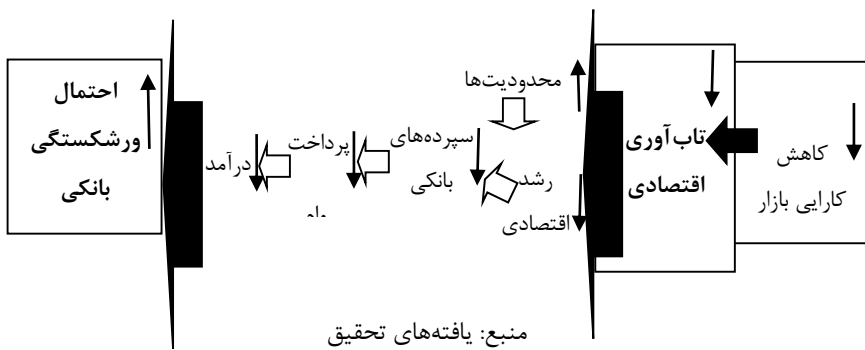 کاهش
کارایی بازار
تاب‌آوری
اقتصادی
محدودیت‌ها
رشد
اقتصادی
سپرده‌های
بانکی
پرداخت
درآمد
احتمال
ورشکستگی
بانکی
منبع: یافته‌های تحقیق